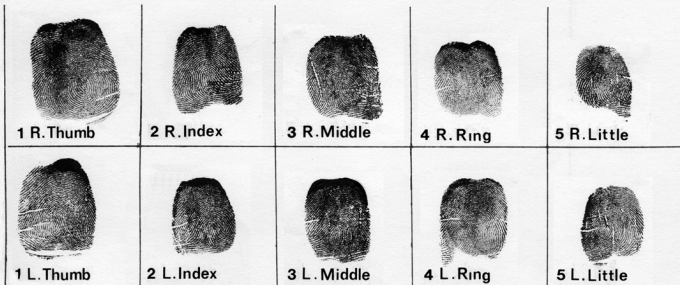 1 R.Thumb 2 R.Index 3 R.Middle 4 R.Ring 5 R.Little
1 L.Thumb 2 L.Index 3 L.Middle 4 L.Ring 5 L.Little